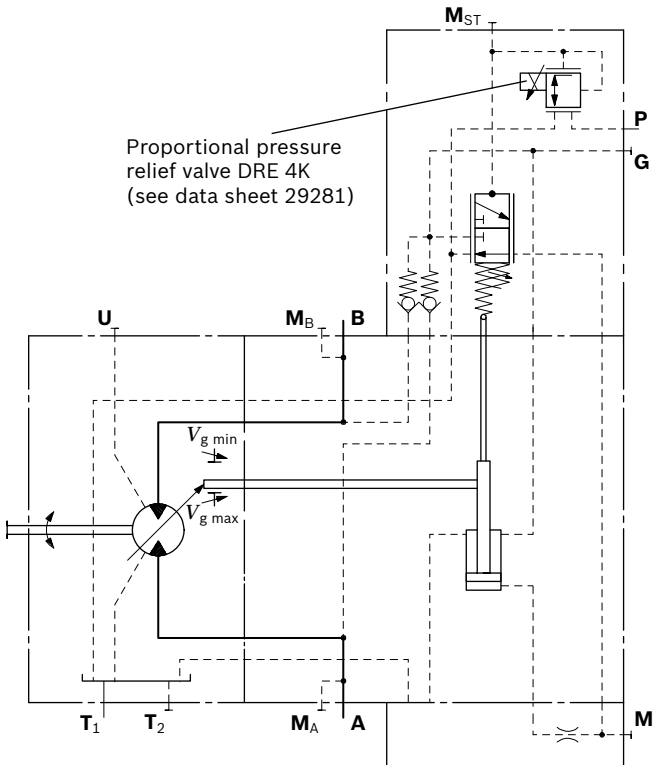 M_ST
P
Proportional pressure
relief valve DRE 4K
(see data sheet 29281)
G
U
M_B B
V_g min
V_g max
T_1 T_2 M_A A
M